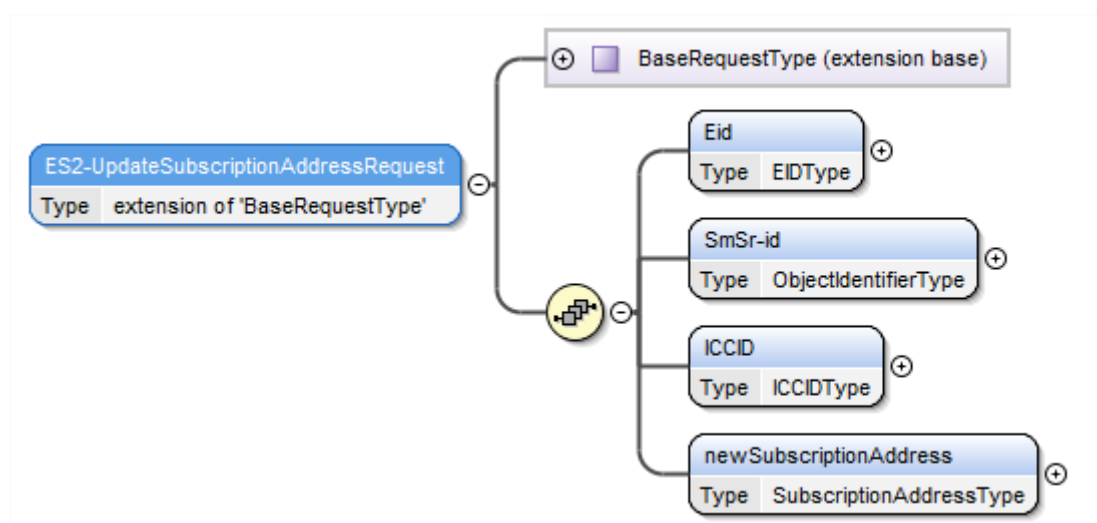 BaseRequestType (extension base)
ES2-UpdateSubscriptionAddressRequest
Type extension of 'BaseRequestType'
Eid
Type EIDType
SmSr-id
Type ObjectIdentifierType
ICCID
Type ICCIDType
newSubscriptionAddress
Type SubscriptionAddressType